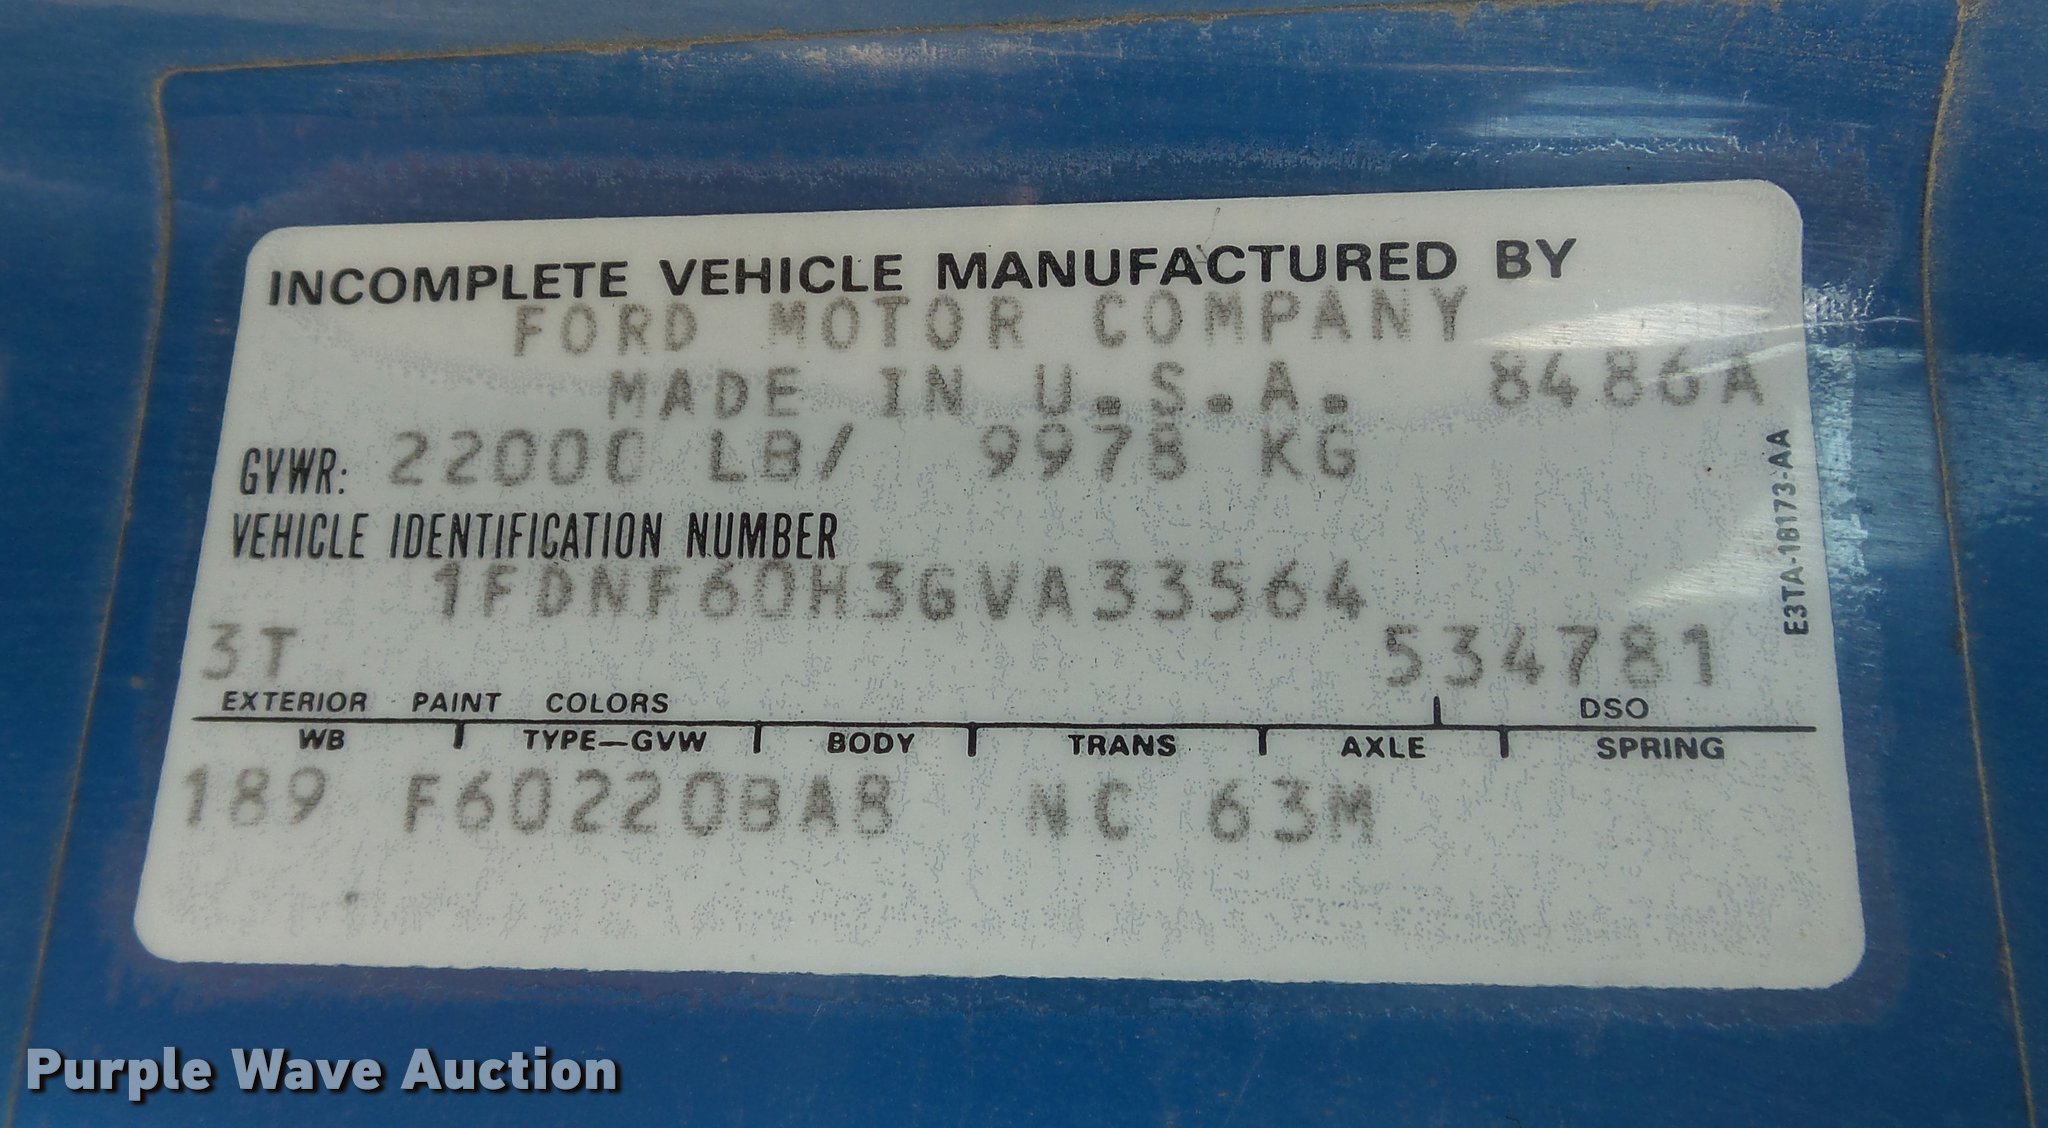 INCOMPLETE VEHICLE MANUFACTURED BY
FORD MOTOR COMPANY
MADE IN U.S.A. 8486A
GVWR: 22000 LB/ 9978 KG
VEHICLE IDENTIFICATION NUMBER
1FDNF60H3GVA33564
E3TA-1B173-AA
3T 534781
EXTERIOR PAINT COLORS DSO
WB TYPE—GVW BODY TRANS AXLE SPRING
189 F60220BA8 NC 63M
Purple Wave Auction